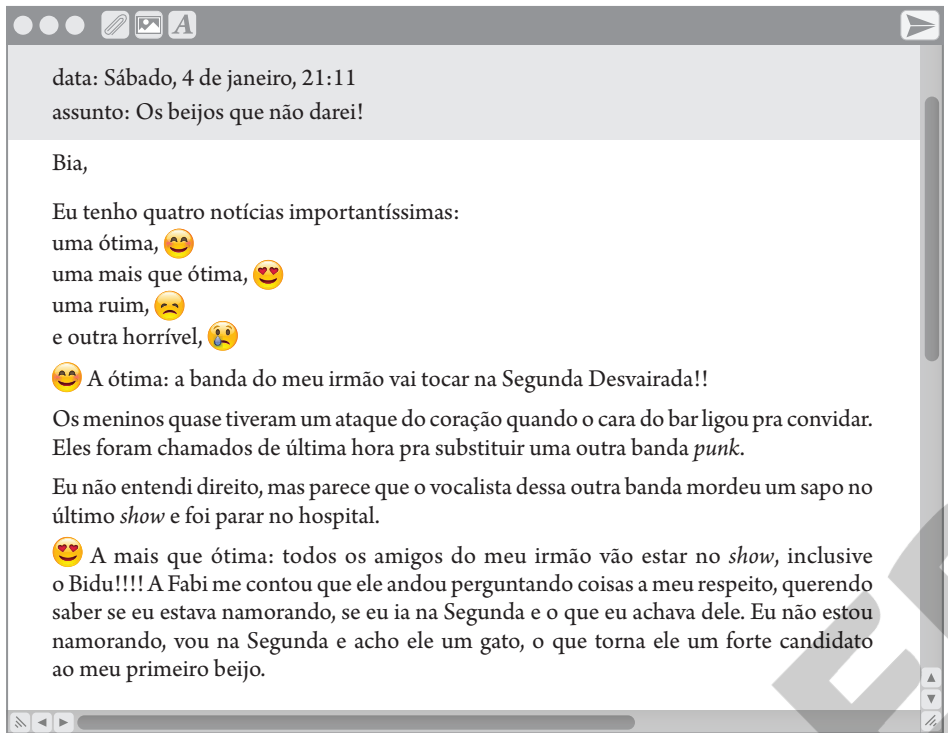 data: Sábado, 4 de janeiro, 21:11
assunto: Os beijos que não darei!
Bia,
Eu tenho quatro notícias importantíssimas:
uma ótima, 😊
uma mais que ótima, 😍
uma ruim, 😞
e outra horrível, 😢
😊 A ótima: a banda do meu irmão vai tocar na Segunda Desvairada!!
Os meninos quase tiveram um ataque do coração quando o cara do bar ligou pra convidar.
Eles foram chamados de última hora pra substituir uma outra banda punk.
Eu não entendi direito, mas parece que o vocalista dessa outra banda mordeu um sapo no
último show e foi parar no hospital.
😍 A mais que ótima: todos os amigos do meu irmão vão estar no show, inclusive
o Bidu!!!! A Fabi me contou que ele andou perguntando coisas a meu respeito, querendo
saber se eu estava namorando, se eu ia na Segunda e o que eu achava dele. Eu não estou
namorando, vou na Segunda e acho ele um gato, o que torna ele um forte candidato
ao meu primeiro beijo.